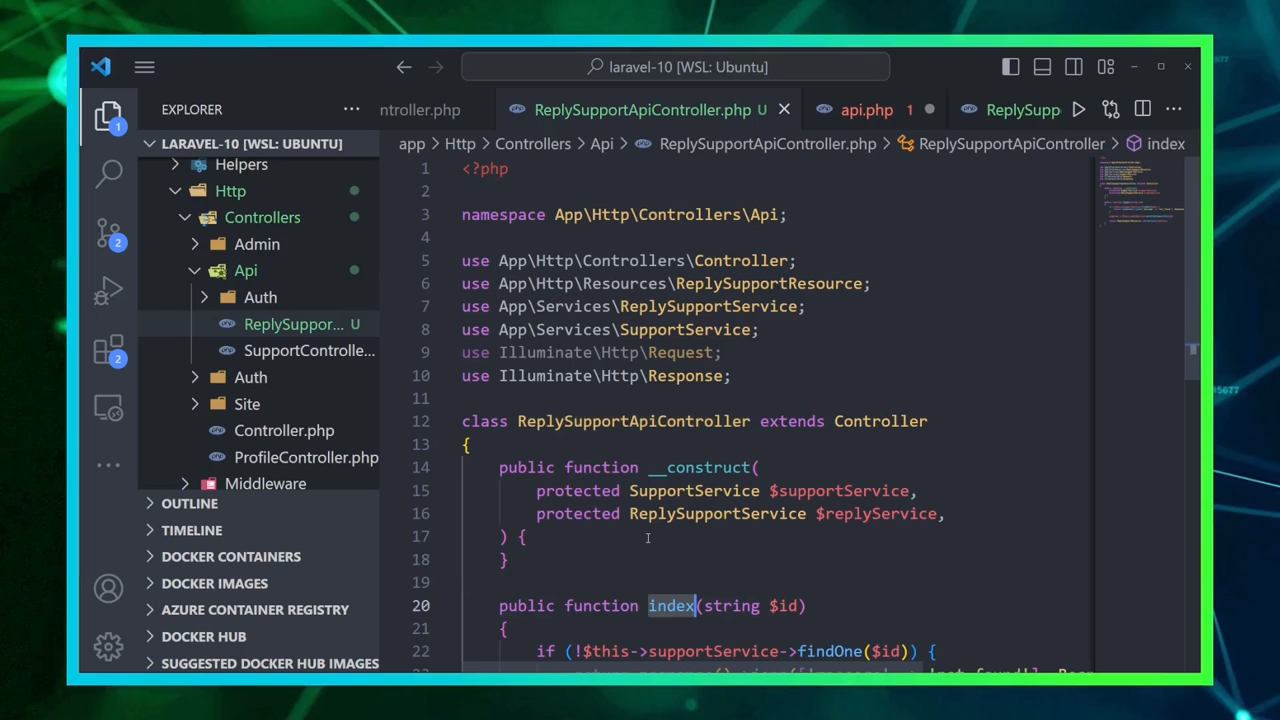 laravel-10 [WSL: Ubuntu]
EXPLORER
ntroller.php
ReplySupportApiController.php U
api.php 1
ReplySupp
1
LARAVEL-10 [WSL: UBUNTU]
app > Http > Controllers > Api > ReplySupportApiController.php > ReplySupportApiController > index
Helpers
Http
Controllers
Admin
Api
Auth
ReplySuppor... U
SupportControlle...
Auth
Site
Controller.php
ProfileController.php
Middleware
OUTLINE
TIMELINE
DOCKER CONTAINERS
DOCKER IMAGES
AZURE CONTAINER REGISTRY
DOCKER HUB
SUGGESTED DOCKER HUB IMAGES
2
2
1 <?php
2
3 namespace App\Http\Controllers\Api;
4
5 use App\Http\Controllers\Controller;
6 use App\Http\Resources\ReplySupportResource;
7 use App\Services\ReplySupportService;
8 use App\Services\SupportService;
9 use Illuminate\Http\Request;
10 use Illuminate\Http\Response;
11
12 class ReplySupportApiController extends Controller
13 {
14 public function __construct(
15 protected SupportService $supportService,
16 protected ReplySupportService $replyService,
17 ) {
18 }
19
20 public function index(string $id)
21 {
22 if (!$this->supportService->findOne($id)) {